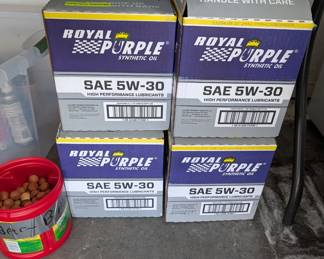 HANDLE WITH CARE
ROYAL
PURPLE
SYNTHETIC OIL
SAE 5W-30
HIGH PERFORMANCE LUBRICANTS
ROYAL
PURPLE
SYNTHETIC OIL
SAE 5W-30
HIGH PERFORMANCE LUBRICANTS
ROYAL
PURPLE
SYNTHETIC OIL
SAE 5W-30
HIGH PERFORMANCE LUBRICANTS
ROYAL
PURPLE
SYNTHETIC OIL
SAE 5W-30
HIGH PERFORMANCE LUBRICANTS